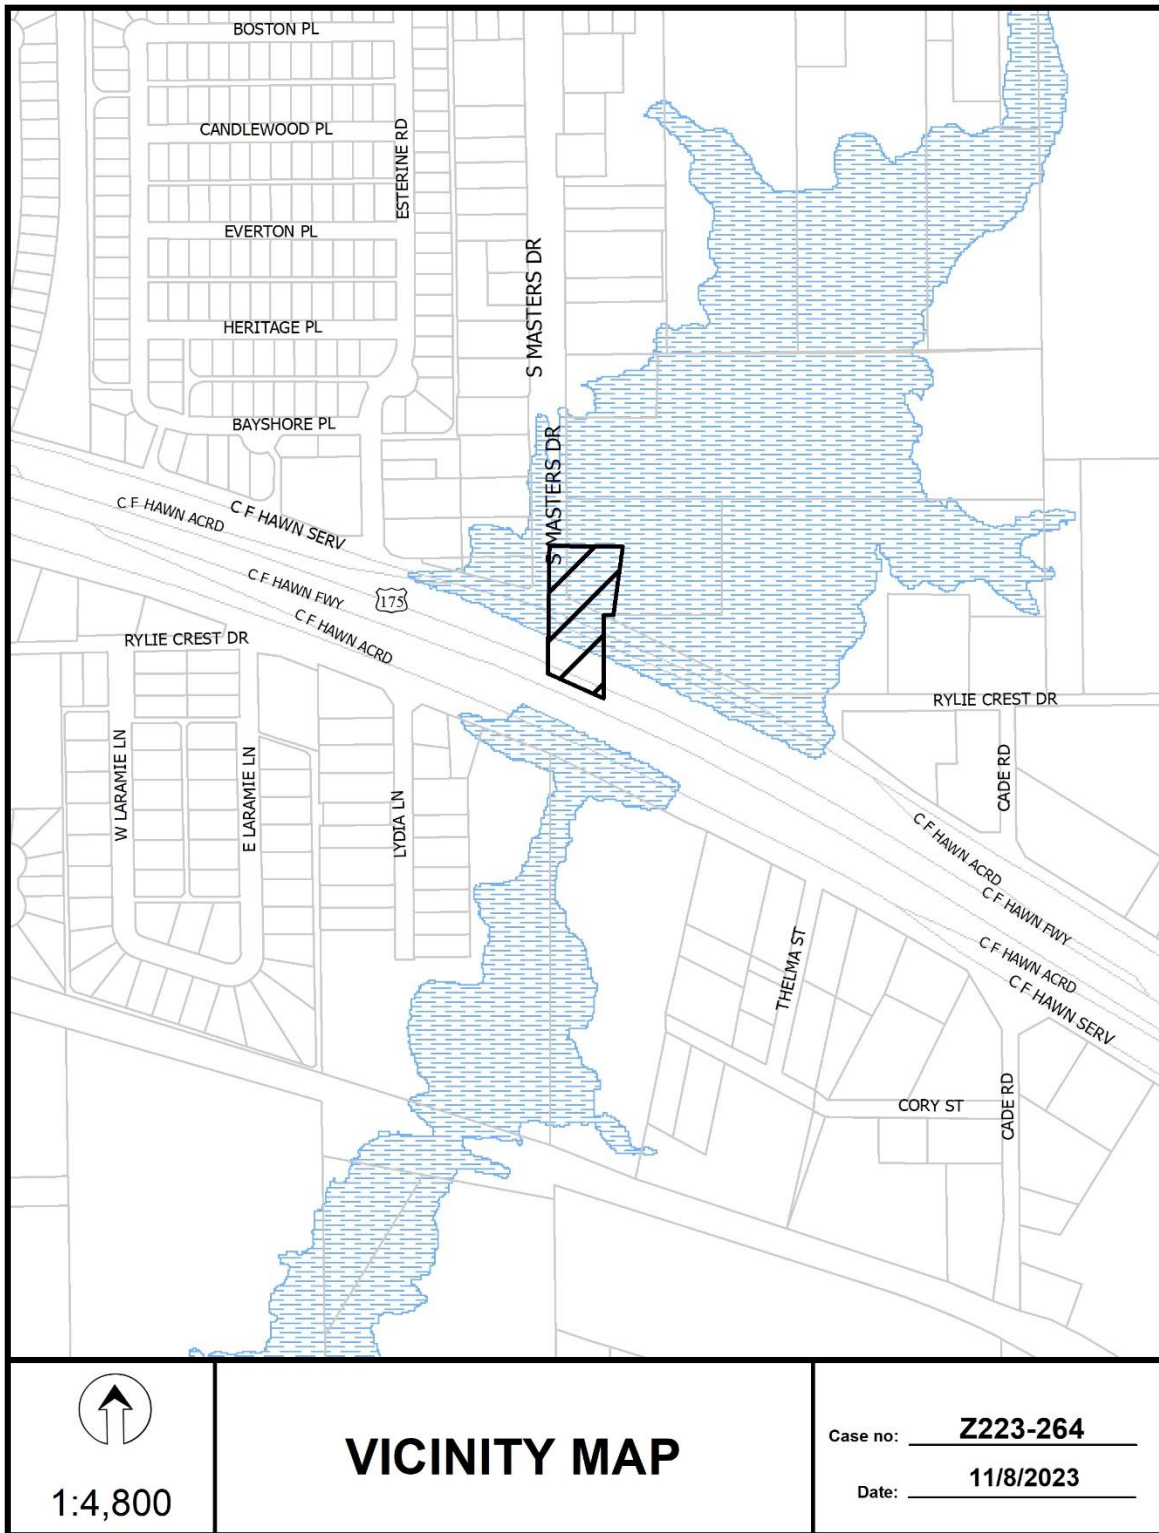 BOSTON PL
CANDLEWOOD PL
ESTERINE RD
EVERTON PL
S MASTERS DR
HERITAGE PL
BAYSHORE PL
S MASTERS DR
C F HAWN ACRD
C F HAWN SERV
C F HAWN FWY
175
C F HAWN ACRD
RYLIE CREST DR
RYLIE CREST DR
W LARAMIE LN
E LARAMIE LN
LYDIA LN
CADE RD
C F HAWN ACRD
C F HAWN FWY
C F HAWN ACRD
C F HAWN SERV
THELMA ST
CORY ST
CADE RD
1:4,800
VICINITY MAP
Case no: Z223-264
Date: 11/8/2023